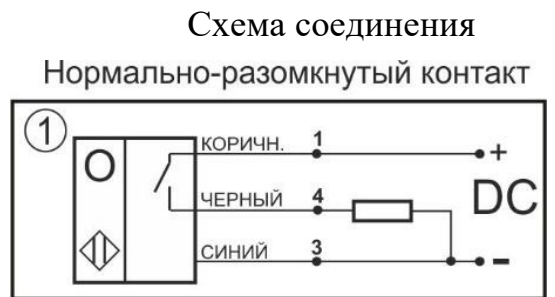 Схема соединения
Нормально-разомкнутый контакт
1
O
КОРИЧН. 1 +
ЧЕРНЫЙ 4 DC
СИНИЙ 3 -